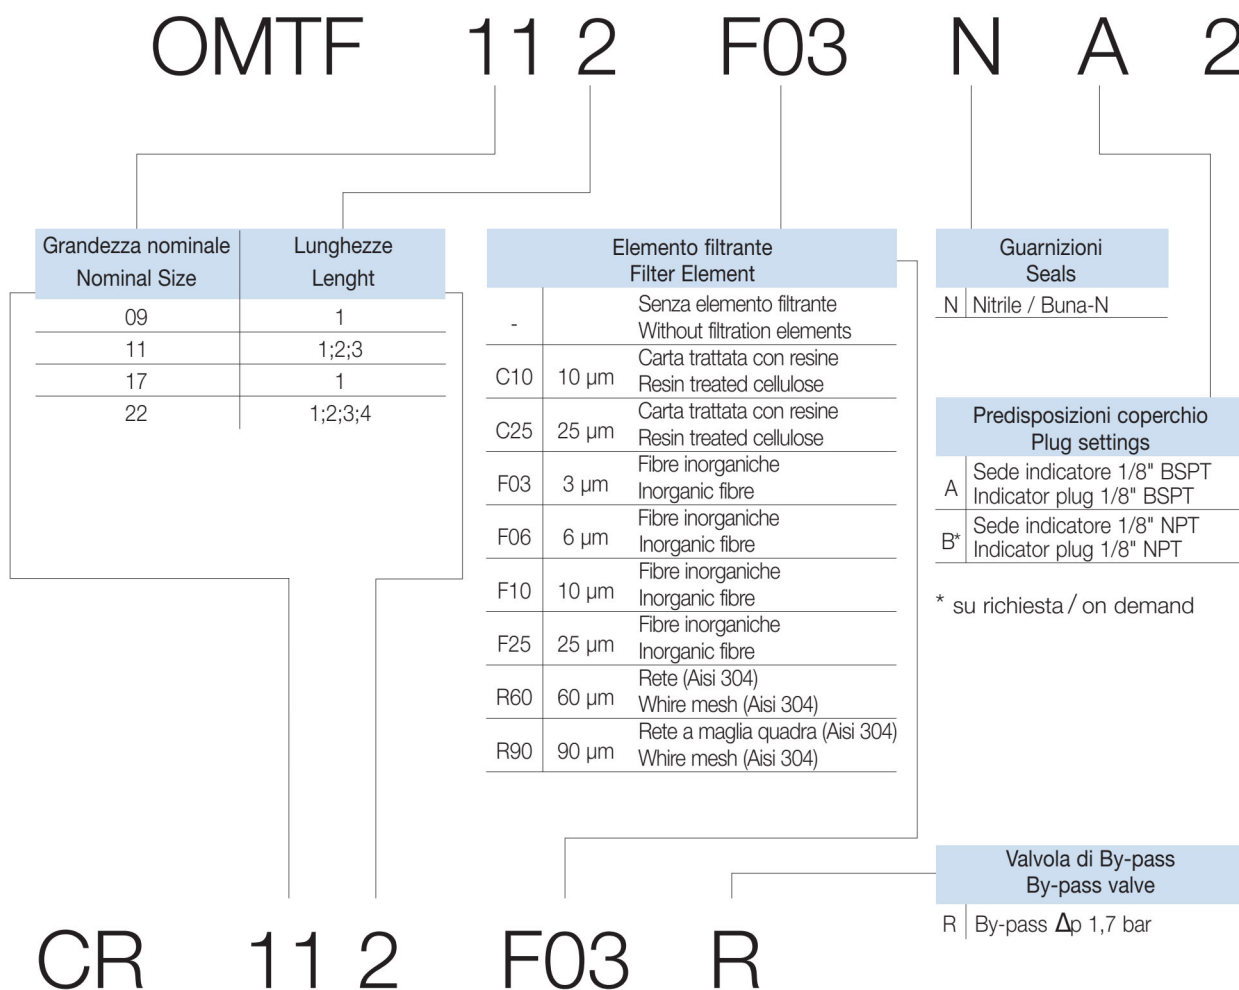 OMTF 11 2 F03 N A 2
Grandezza nominale
Nominal Size
Lunghezze
Lenght
09 1
11 1;2;3
17 1
22 1;2;3;4
Elemento filtrante
Filter Element
- Senza elemento filtrante
Without filtration elements
C10 10 µm Carta trattata con resine
Resin treated cellulose
C25 25 µm Carta trattata con resine
Resin treated cellulose
F03 3 µm Fibre inorganiche
Inorganic fibre
F06 6 µm Fibre inorganiche
Inorganic fibre
F10 10 µm Fibre inorganiche
Inorganic fibre
F25 25 µm Fibre inorganiche
Inorganic fibre
R60 60 µm Rete (Aisi 304)
Whire mesh (Aisi 304)
R90 90 µm Rete a maglia quadra (Aisi 304)
Whire mesh (Aisi 304)
Guarnizioni
Seals
N Nitrile / Buna-N
Predisposizioni coperchio
Plug settings
A Sede indicatore 1/8" BSPT
Indicator plug 1/8" BSPT
B* Sede indicatore 1/8" NPT
Indicator plug 1/8" NPT
* su richiesta / on demand
Valvola di By-pass
By-pass valve
R By-pass Δp 1,7 bar
CR 11 2 F03 R